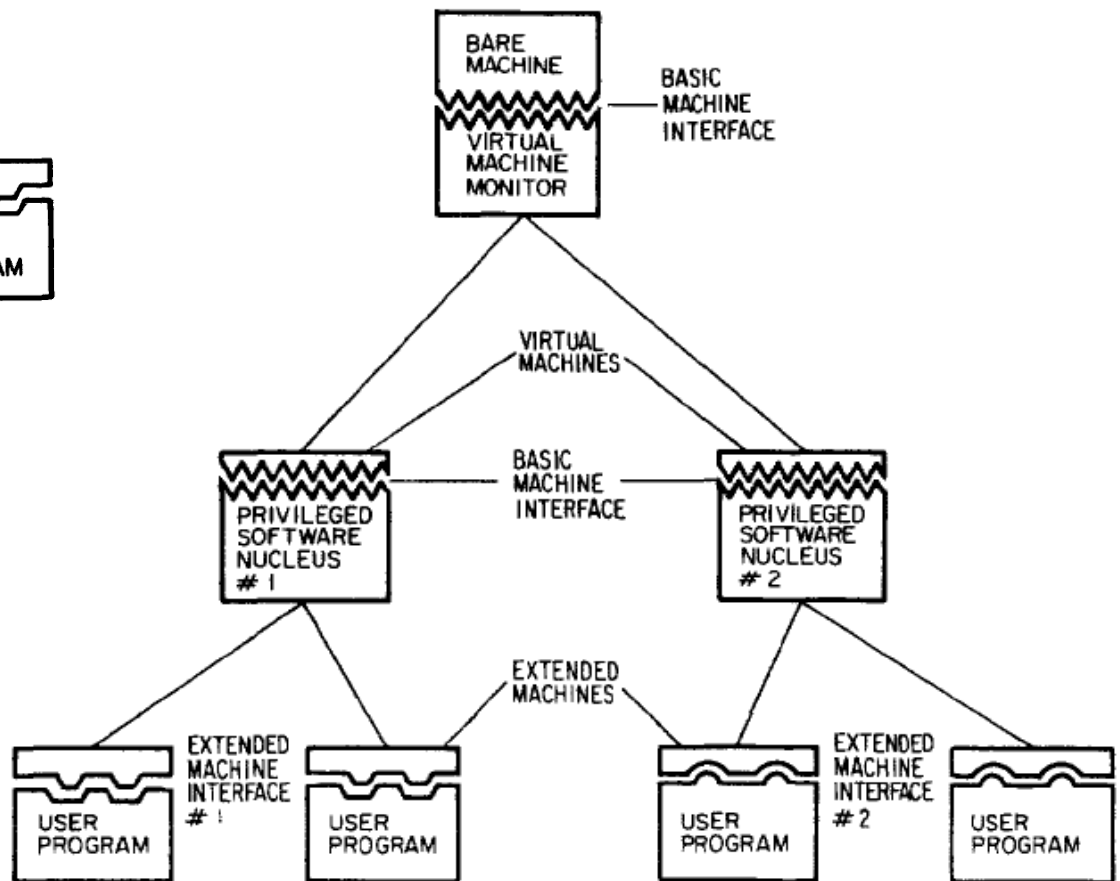 BARE
MACHINE
BASIC
MACHINE
INTERFACE
VIRTUAL
MACHINE
MONITOR
AM
VIRTUAL
MACHINES
BASIC
MACHINE
INTERFACE
PRIVILEGED
SOFTWARE
NUCLEUS
# 1
PRIVILEGED
SOFTWARE
NUCLEUS
# 2
EXTENDED
MACHINES
EXTENDED
MACHINE
INTERFACE
# 1
EXTENDED
MACHINE
INTERFACE
# 2
USER
PROGRAM
USER
PROGRAM
USER
PROGRAM
USER
PROGRAM